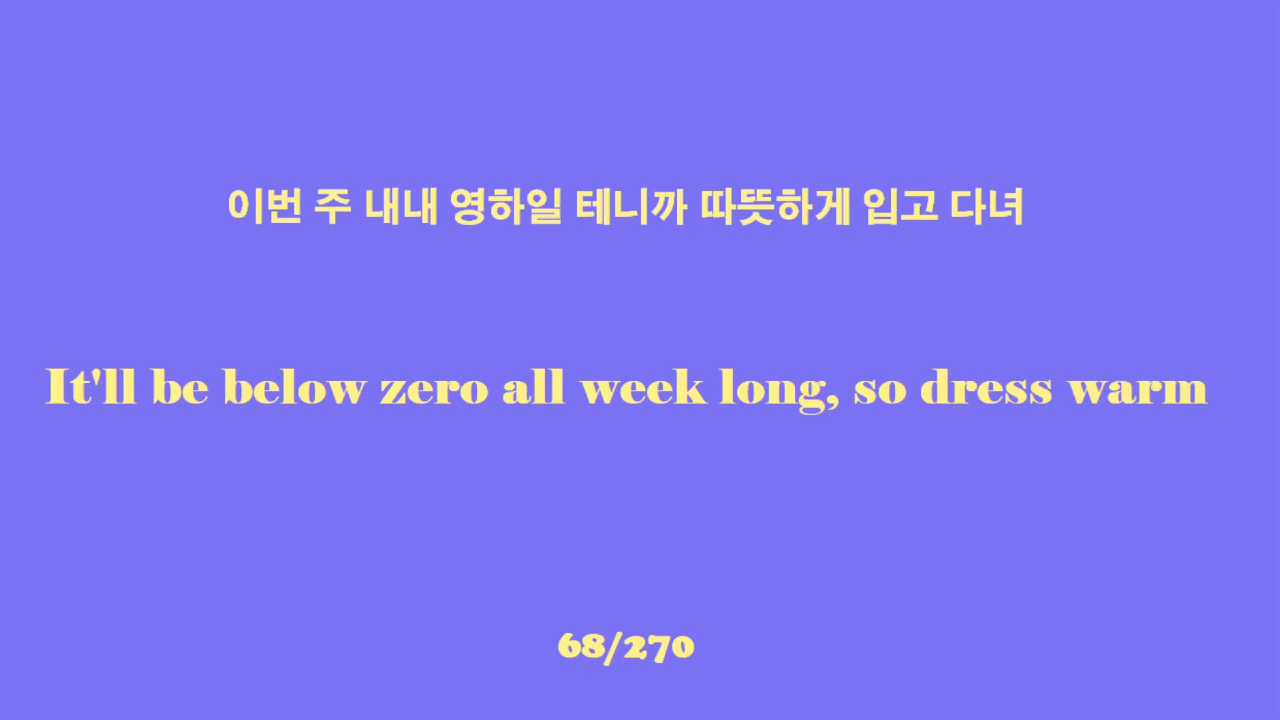 이번 주 내내 영하일 테니까 따뜻하게 입고 다녀
It'll be below zero all week long, so dress warm
68/270